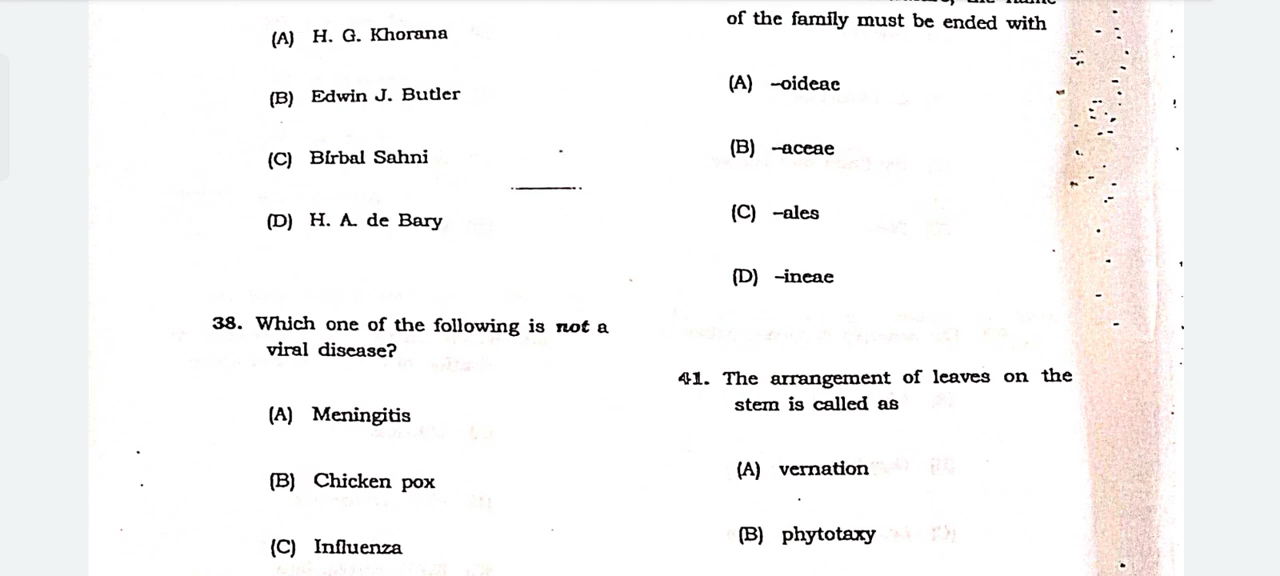 (A) H. G. Khorana
(B) Edwin J. Butler
(C) Birbal Sahni
(D) H. A. de Bary
38. Which one of the following is not a
viral disease?
(A) Meningitis
(B) Chicken pox
(C) Influenza
of the family must be ended with
(A) -oideae
(B) -aceae
(C) -ales
(D) -ineae
41. The arrangement of leaves on the
stem is called as
(A) vernation
(B) phytotaxy